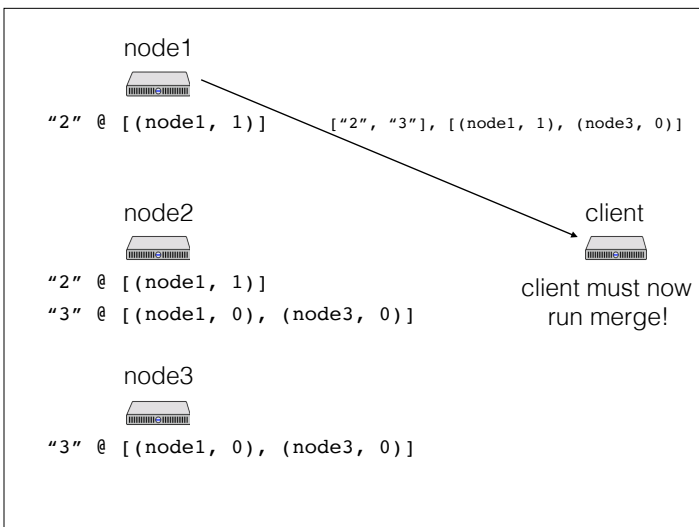 node1
“2” @ [(node1, 1)]
[“2”, “3”], [(node1, 1), (node3, 0)]
node2
client
“2” @ [(node1, 1)]
“3” @ [(node1, 0), (node3, 0)]
client must now
run merge!
node3
“3” @ [(node1, 0), (node3, 0)]